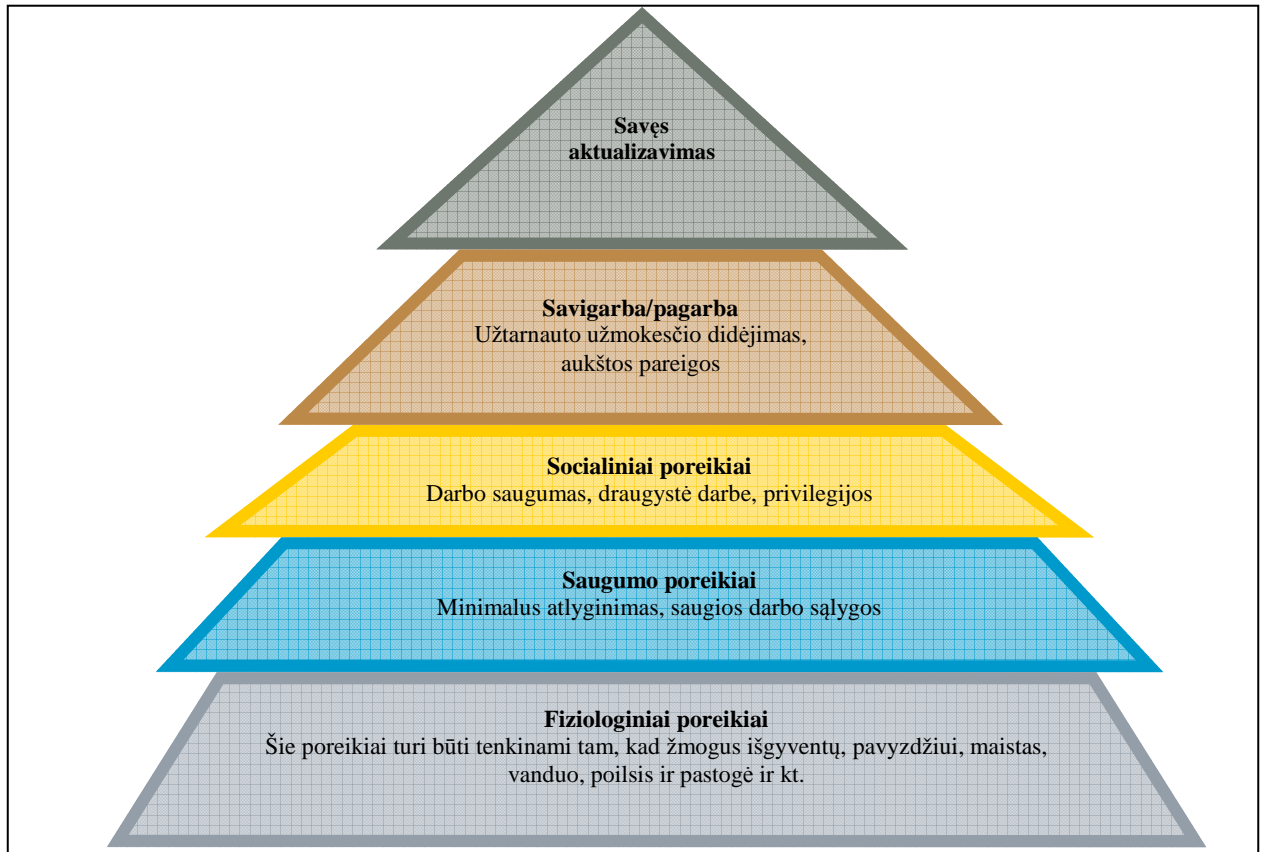 Savęs
aktualizavimas
Savigarba/pagarba
Užtarnauto užmokesčio didėjimas,
aukštos pareigos
Socialiniai poreikiai
Darbo saugumas, draugystė darbe, privilegijos
Saugumo poreikiai
Minimalus atlyginimas, saugios darbo sąlygos
Fiziologiniai poreikiai
Šie poreikiai turi būti tenkinami tam, kad žmogus išgyventų, pavyzdžiui, maistas,
vanduo, poilsis ir pastogė ir kt.